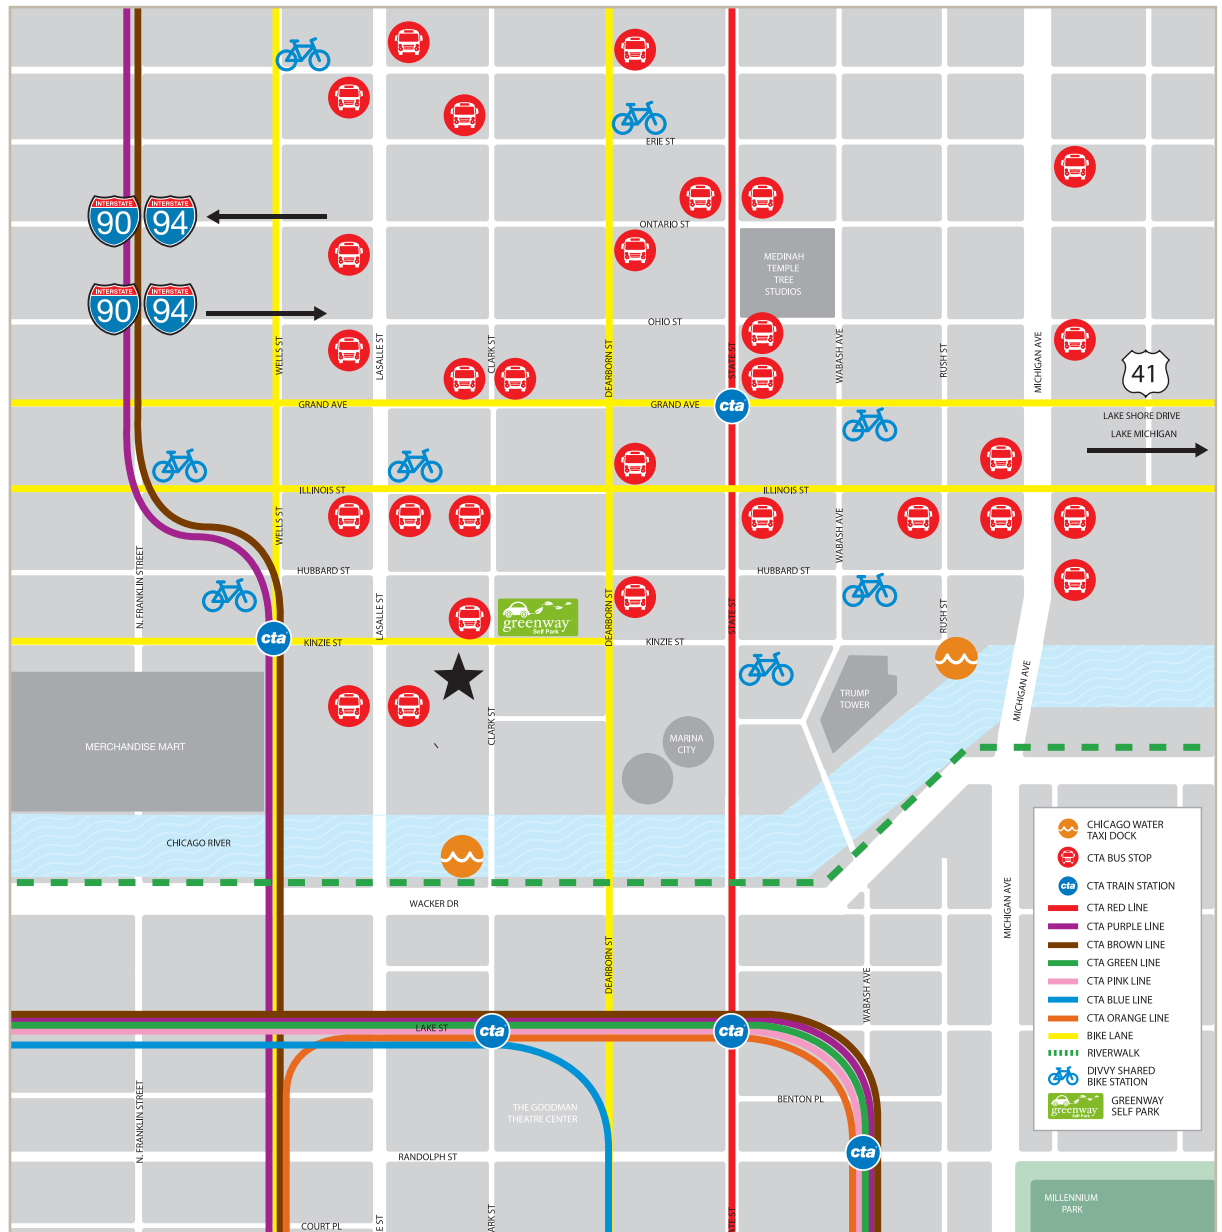 ERIE ST
INTERSTATE
90
INTERSTATE
94
ONTARIO ST
MEDINAH
TEMPLE
TREE
STUDIOS
INTERSTATE
90
INTERSTATE
94
OHIO ST
WELLS ST
LASALLE ST
CLARK ST
DEARBORN ST
STATE ST
WABASH AVE
RUSH ST
MICHIGAN AVE
41
GRAND AVE
GRAND AVE
cta
LAKE SHORE DRIVE
LAKE MICHIGAN
ILLINOIS ST
ILLINOIS ST
WELLS ST
WABASH AVE
N. FRANKLIN STREET
HUBBARD ST
HUBBARD ST
LASALLE ST
greenway
Self Park
DEARBORN ST
STATE ST
RUSH ST
cta
KINZIE ST
KINZIE ST
MICHIGAN AVE
TRUMP
TOWER
CLARK ST
MARINA
CITY
MERCHANDISE MART
CHICAGO RIVER
WACKER DR
DEARBORN ST
WABASH AVE
MICHIGAN AVE
CHICAGO WATER
TAXI DOCK
CTA BUS STOP
cta
CTA TRAIN STATION
CTA RED LINE
CTA PURPLE LINE
CTA BROWN LINE
CTA GREEN LINE
CTA PINK LINE
CTA BLUE LINE
CTA ORANGE LINE
BIKE LANE
RIVERWALK
DIVVY SHARED
BIKE STATION
greenway
Self Park
GREENWAY
SELF PARK
LAKE ST
cta
cta
N. FRANKLIN STREET
THE GOODMAN
THEATRE CENTER
BENTON PL
RANDOLPH ST
cta
MILLENNIUM
PARK
COURT PL
E ST
ARK ST
ATE ST